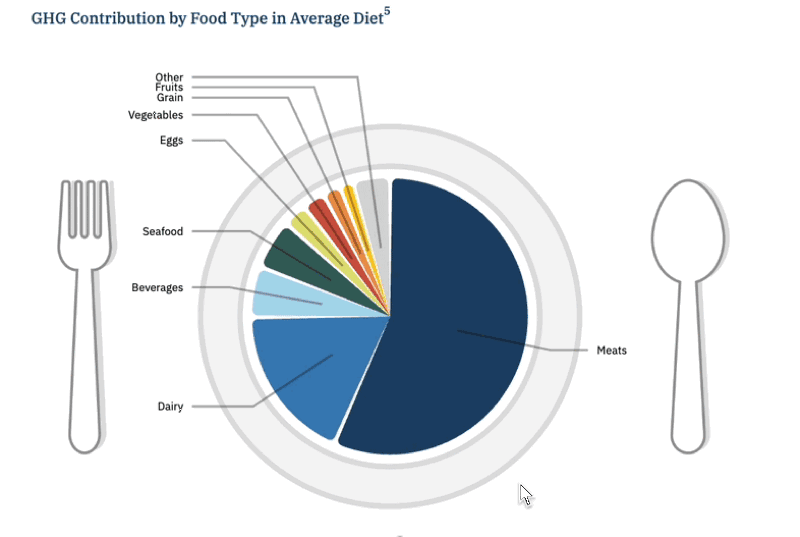 GHG Contribution by Food Type in Average Diet5
Other
Fruits
Grain
Vegetables
Eggs
Seafood
Beverages
Dairy
Meats